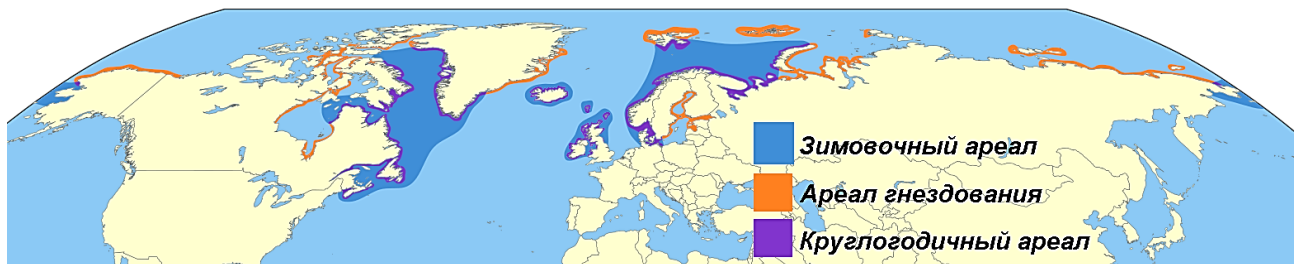 Зимовочный ареал
Ареал гнездования
Круглогодичный ареал